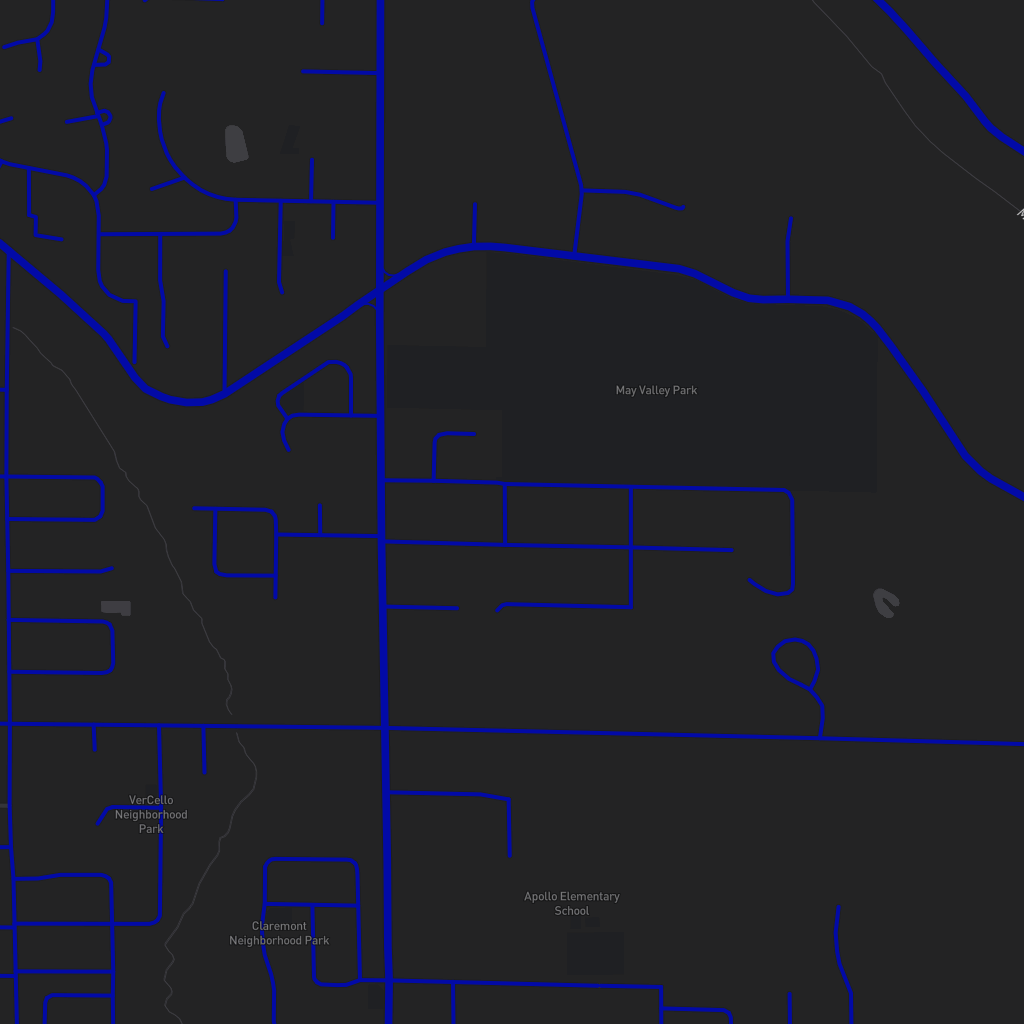 May Valley Park
VerCello
Neighborhood
Park
Apollo Elementary
School
Claremont
Neighborhood Park